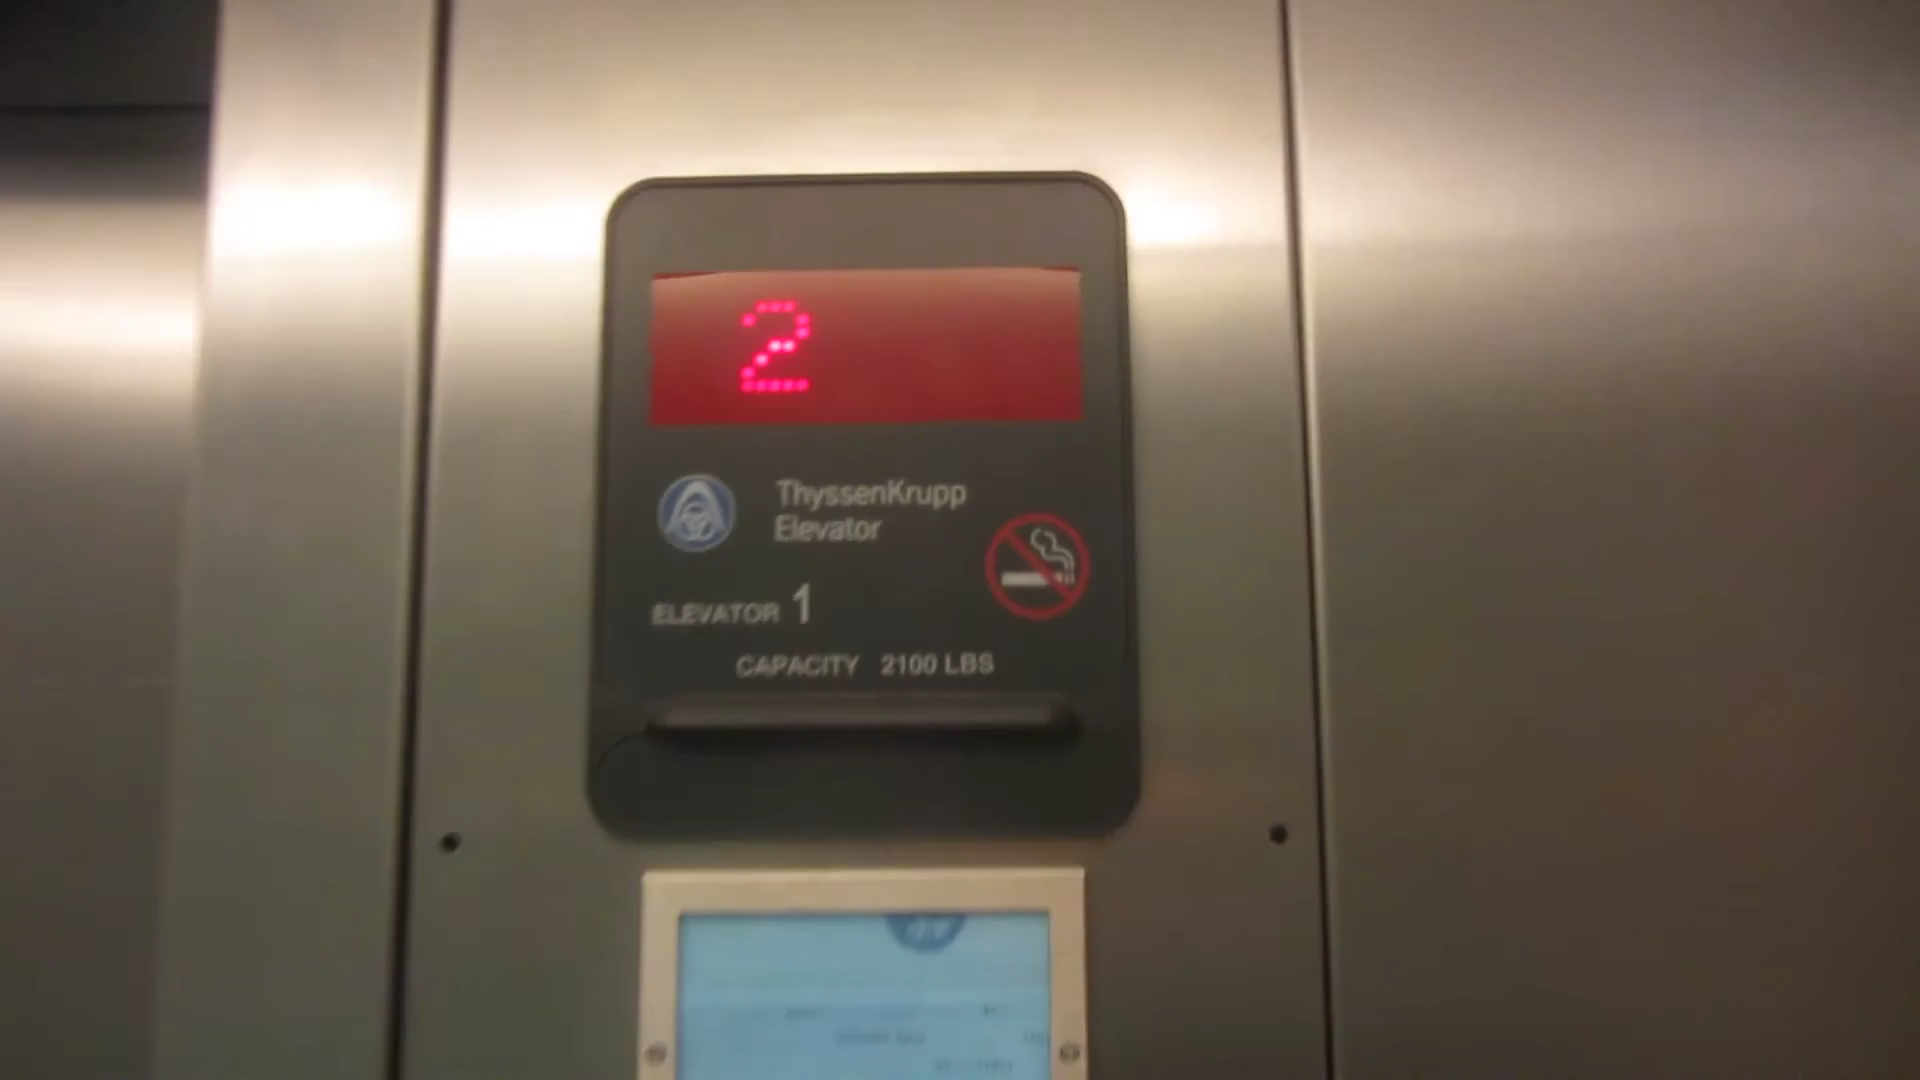 2
ThyssenKrupp
Elevator
ELEVATOR 1
CAPACITY 2100 LBS